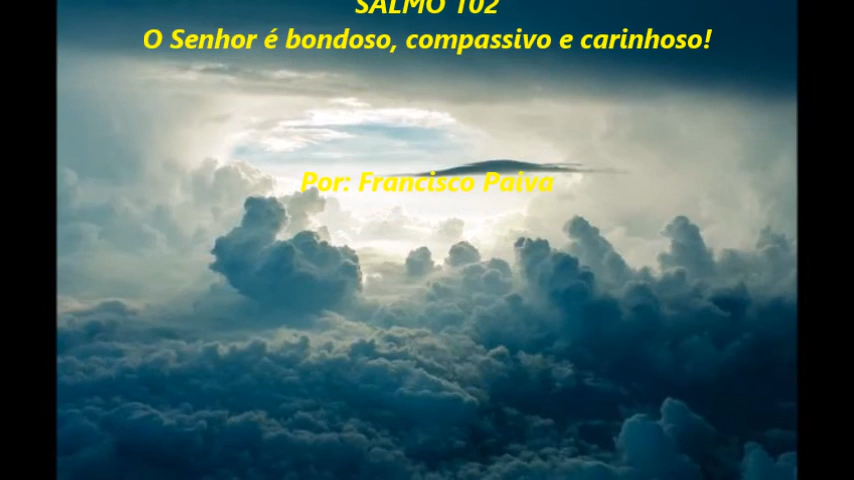 SALMO 102
O Senhor é bondoso, compassivo e carinhoso!
Por: Francisco Paiva